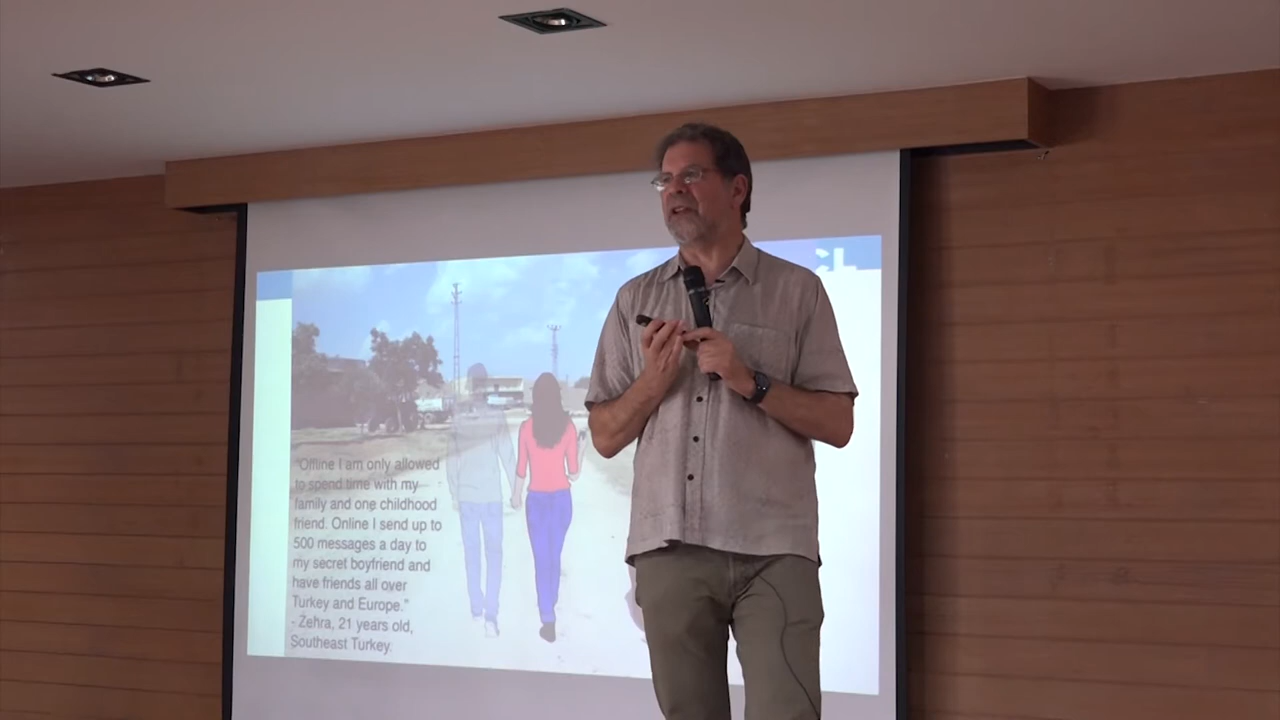 "Offline I am only allowed
to spend time with my
family and one childhood
friend. Online I send up to
500 messages a day to
my secret boyfriend and
have friends all over
Turkey and Europe."
- Zehra, 21 years old,
Southeast Turkey.